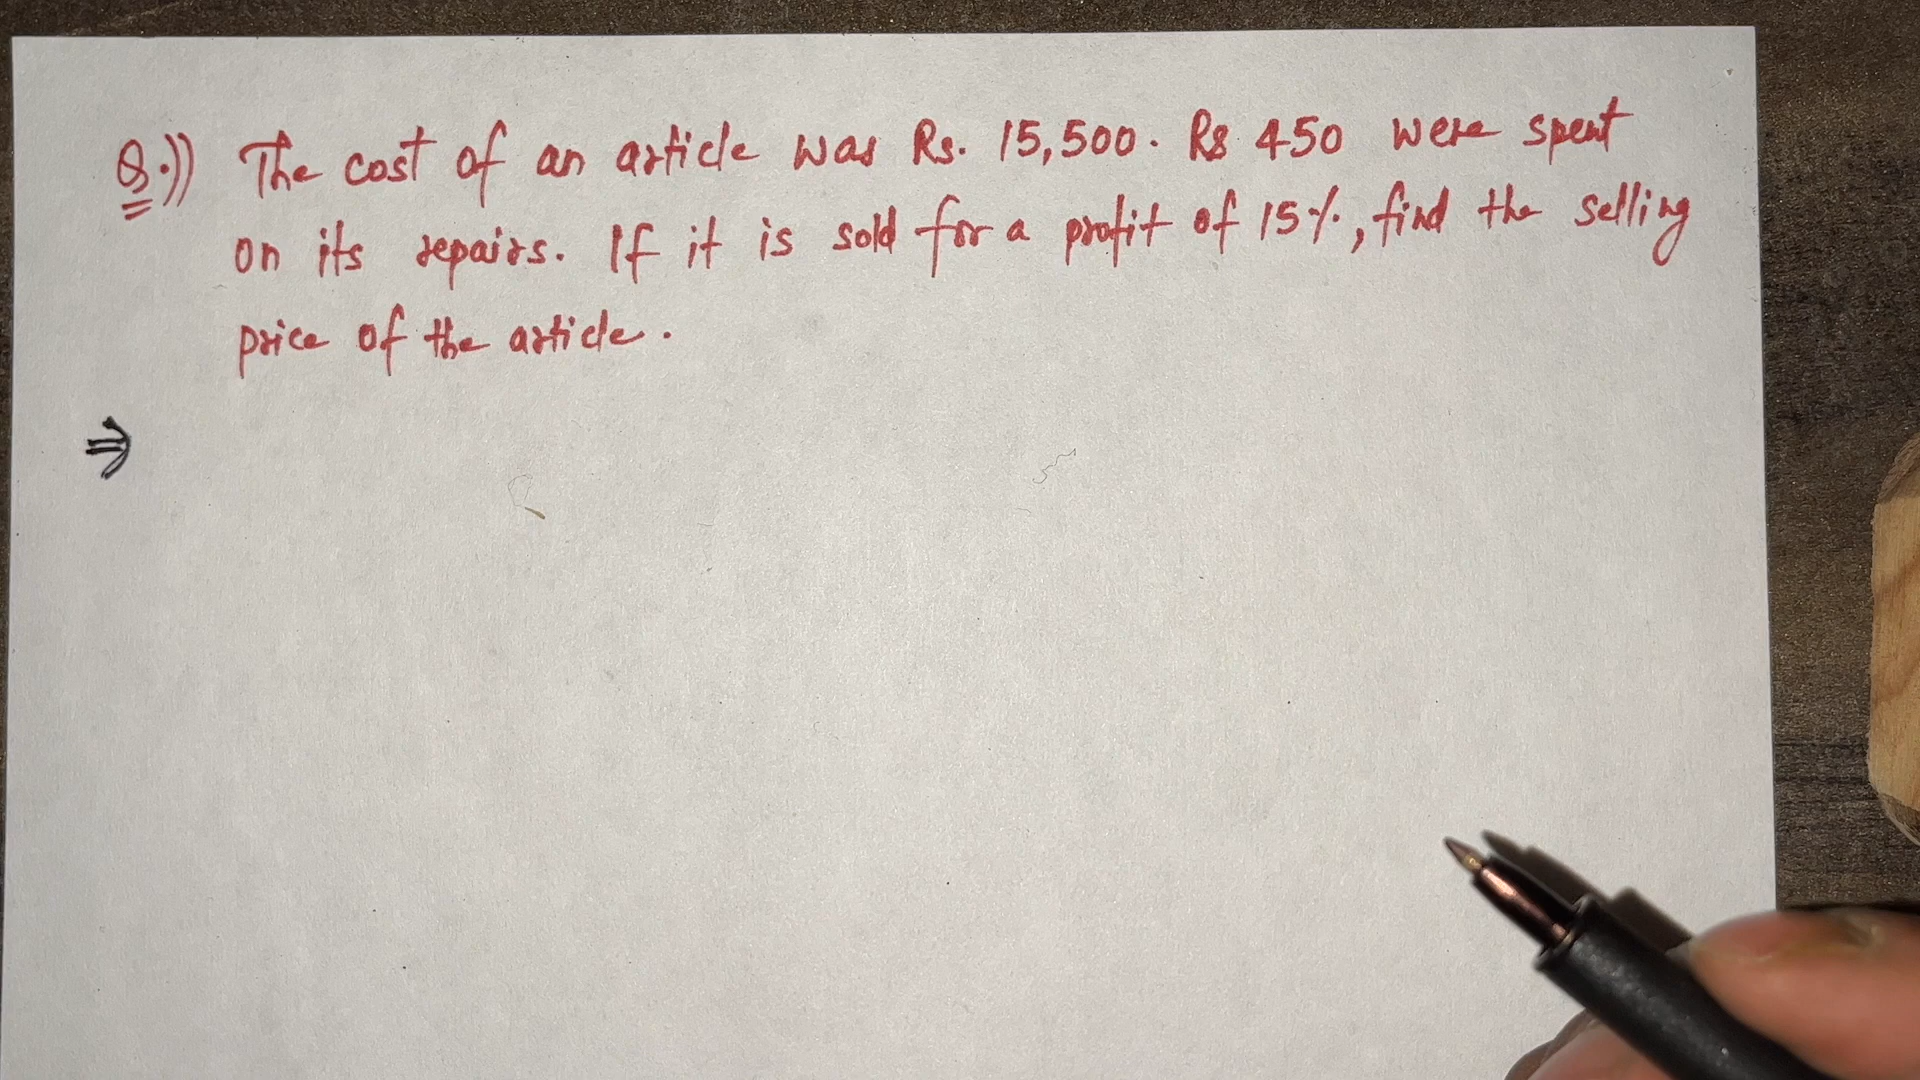 Q.)) The cost of an article was Rs. 15,500. Rs 450 were spent
on its repairs. If it is sold for a profit of 15%, find the selling
price of the article.
⇒